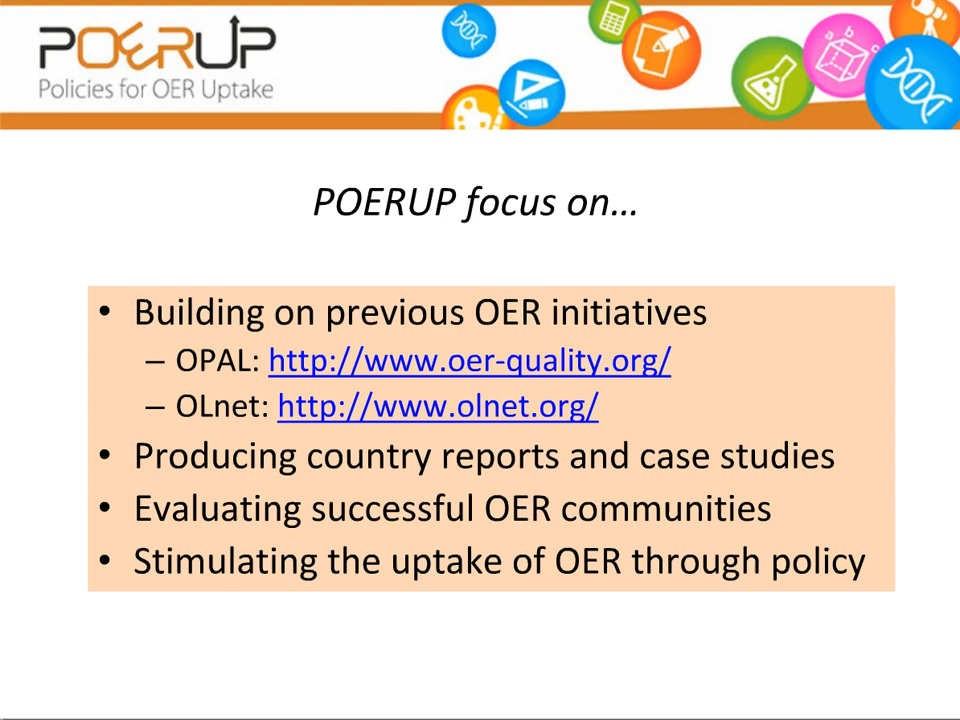 POERUP
Policies for OER Uptake
a b c
POERUP focus on…
• Building on previous OER initiatives
– OPAL: http://www.oer-quality.org/
– OLnet: http://www.olnet.org/
• Producing country reports and case studies
• Evaluating successful OER communities
• Stimulating the uptake of OER through policy